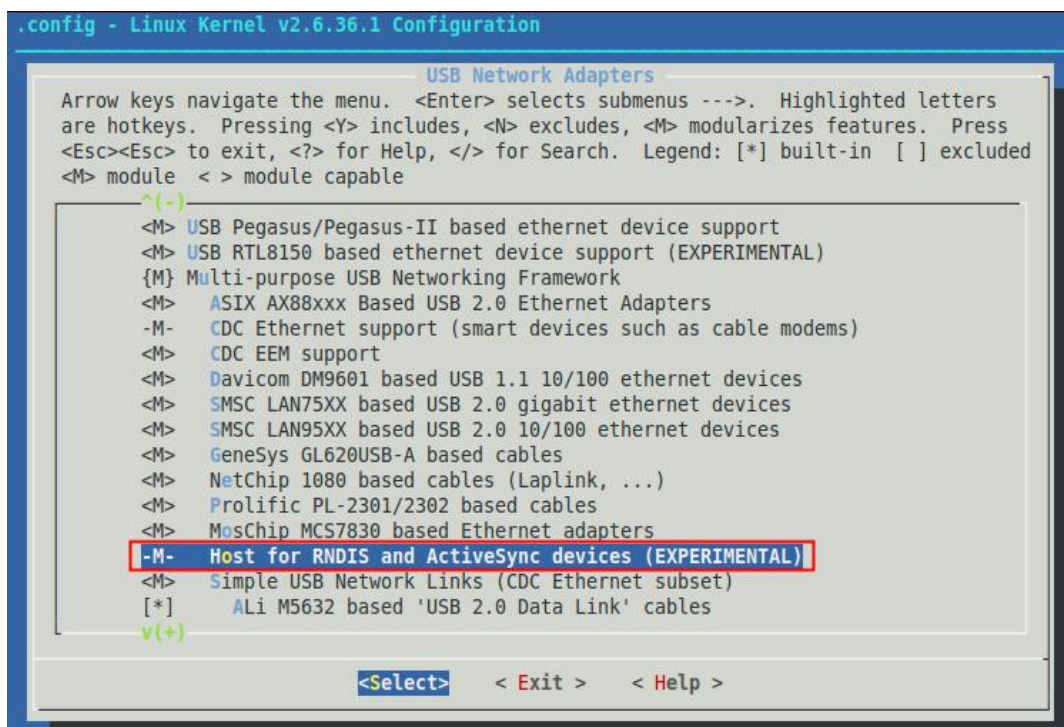 .config - Linux Kernel v2.6.36.1 Configuration
USB Network Adapters
Arrow keys navigate the menu.  <Enter> selects submenus --->.  Highlighted letters
are hotkeys.  Pressing <Y> includes, <N> excludes, <M> modularizes features.  Press
<Esc><Esc> to exit, <?> for Help, </> for Search.  Legend: [*] built-in  [ ] excluded
<M> module  < > module capable
^(-)
<M> USB Pegasus/Pegasus-II based ethernet device support
<M> USB RTL8150 based ethernet device support (EXPERIMENTAL)
{M} Multi-purpose USB Networking Framework
<M>   ASIX AX88xxx Based USB 2.0 Ethernet Adapters
-M-   CDC Ethernet support (smart devices such as cable modems)
<M>   CDC EEM support
<M>   Davicom DM9601 based USB 1.1 10/100 ethernet devices
<M>   SMSC LAN75XX based USB 2.0 gigabit ethernet devices
<M>   SMSC LAN95XX based USB 2.0 10/100 ethernet devices
<M>   GeneSys GL620USB-A based cables
<M>   NetChip 1080 based cables (Laplink, ...)
<M>   Prolific PL-2301/2302 based cables
<M>   MosChip MCS7830 based Ethernet adapters
-M-   Host for RNDIS and ActiveSync devices (EXPERIMENTAL)
<M>   Simple USB Network Links (CDC Ethernet subset)
[*]     ALi M5632 based 'USB 2.0 Data Link' cables
v(+)
<Select>    < Exit >    < Help >